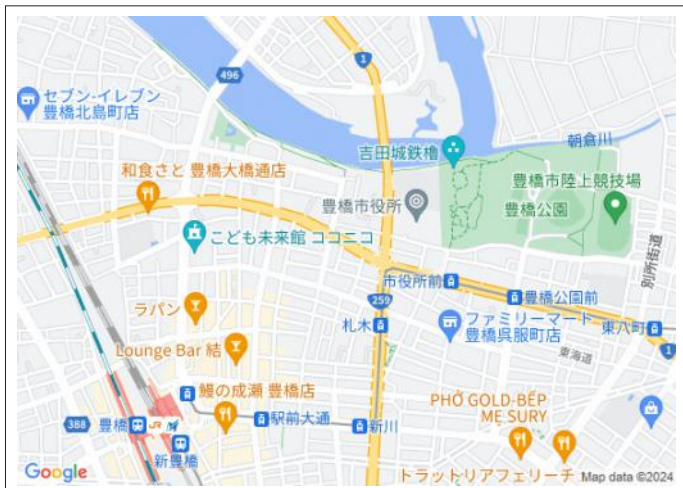 1
496
セブン-イレブン
豊橋北島町店
朝倉川
吉田城鉄櫓
和食さと 豊橋大橋通店
豊橋市陸上競技場
豊橋市役所
豊橋公園
こども未来館 ココニコ
別所街道
市役所前
豊橋公園前
259
ラパン
札木
ファミリーマート
豊橋呉服町店
東八町
1
東海道
Lounge Bar 結
鰻の成瀬 豊橋店
PHỞ GOLD-BẾP
MẸ SURY
388
豊橋
JR
駅前大通
新川
新豊橋
トラットリアフェリーチェ
Google
Map data ©2024